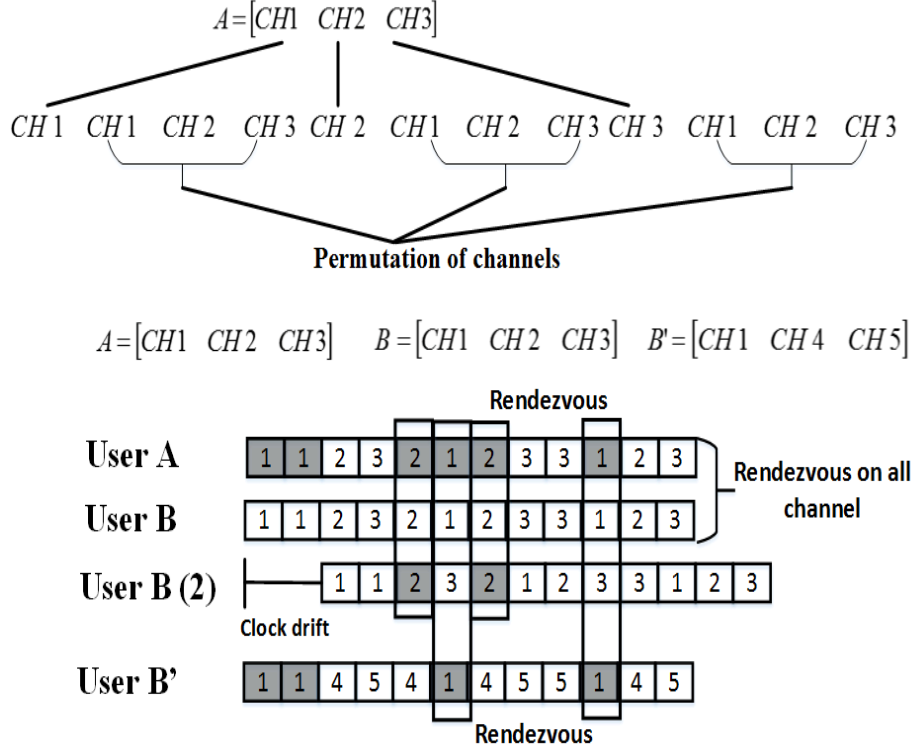 A=[CH1 CH2 CH3]
CH1 CH1 CH2 CH3 CH2 CH1 CH2 CH3 CH3 CH1 CH2 CH3
Permutation of channels
A=[CH1 CH2 CH3] B=[CH1 CH2 CH3] B'=[CH1 CH4 CH5]
Rendezvous
User A 1 1 2 3 2 1 2 3 3 1 2 3
Rendezvous on all
channel
User B 1 1 2 3 2 1 2 3 3 1 2 3
User B (2) 1 1 2 3 2 1 2 3 3 1 2 3
Clock drift
User B’ 1 1 4 5 4 1 4 5 5 1 4 5
Rendezvous